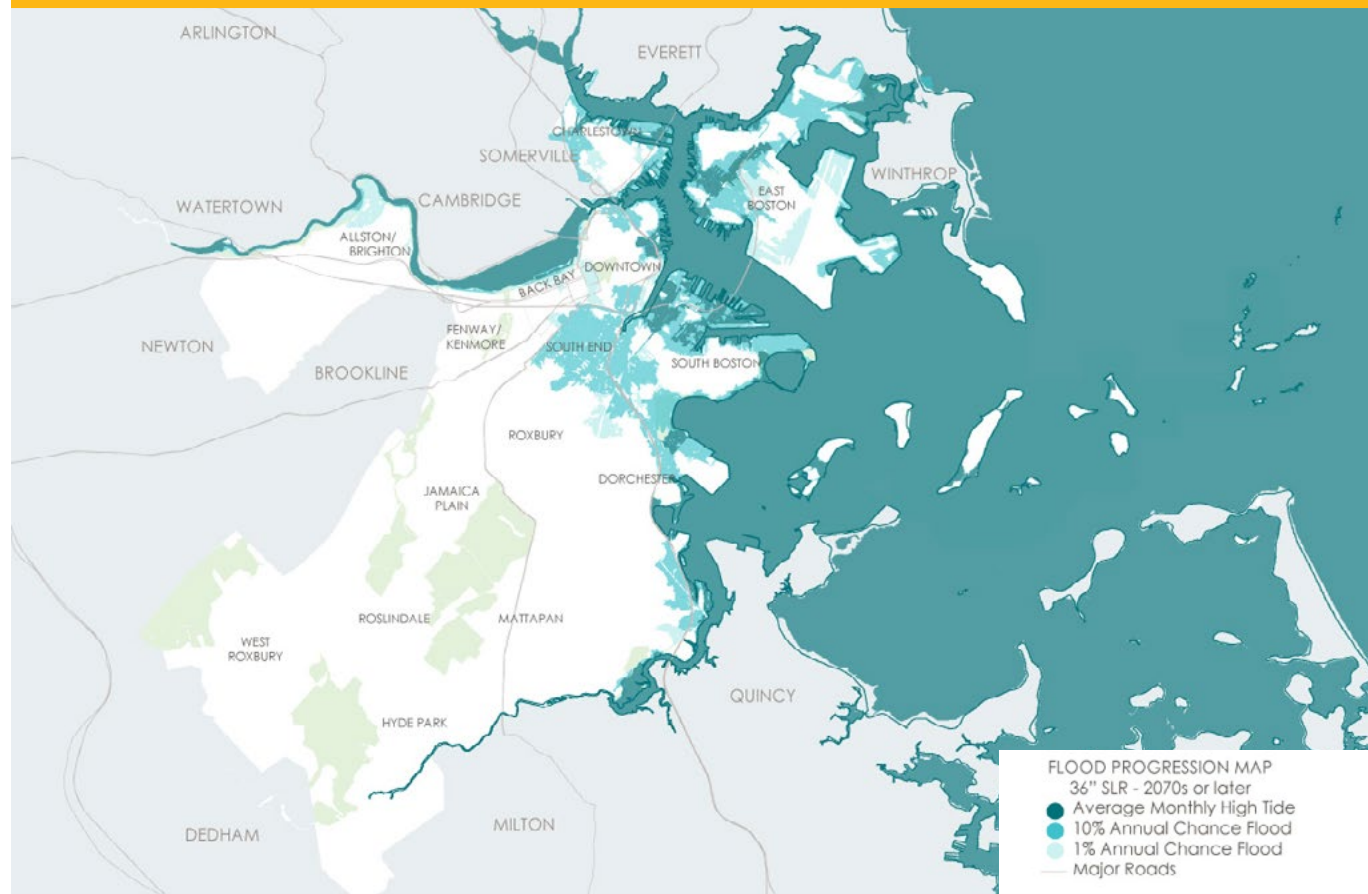 ARLINGTON
EVERETT
CHARLESTOWN
SOMERVILLE
WINTHROP
EAST
BOSTON
WATERTOWN
CAMBRIDGE
ALLSTON/
BRIGHTON
DOWNTOWN
BACK BAY
FENWAY/
KENMORE
SOUTH END
NEWTON
BROOKLINE
SOUTH BOSTON
ROXBURY
DORCHESTER
JAMAICA
PLAIN
ROSLINDALE
MATTAPAN
WEST
ROXBURY
QUINCY
HYDE PARK
DEDHAM
MILTON
FLOOD PROGRESSION MAP
36" SLR - 2070s or later
Average Monthly High Tide
10% Annual Chance Flood
1% Annual Chance Flood
Major Roads